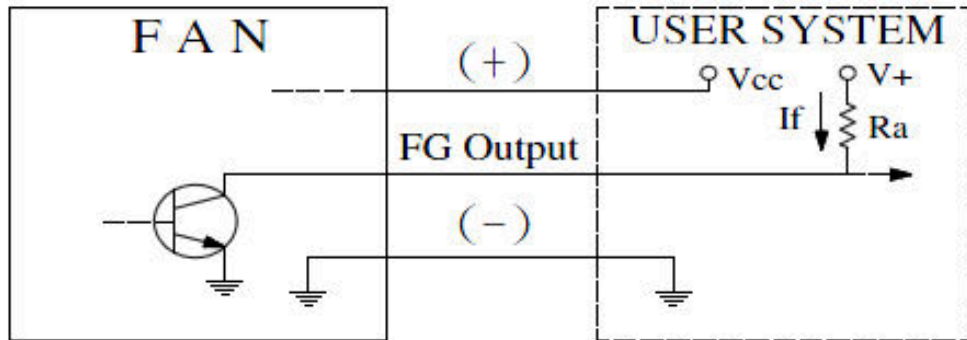 F A N
USER SYSTEM
(+)
Vcc
V+
If
Ra
FG Output
(-)